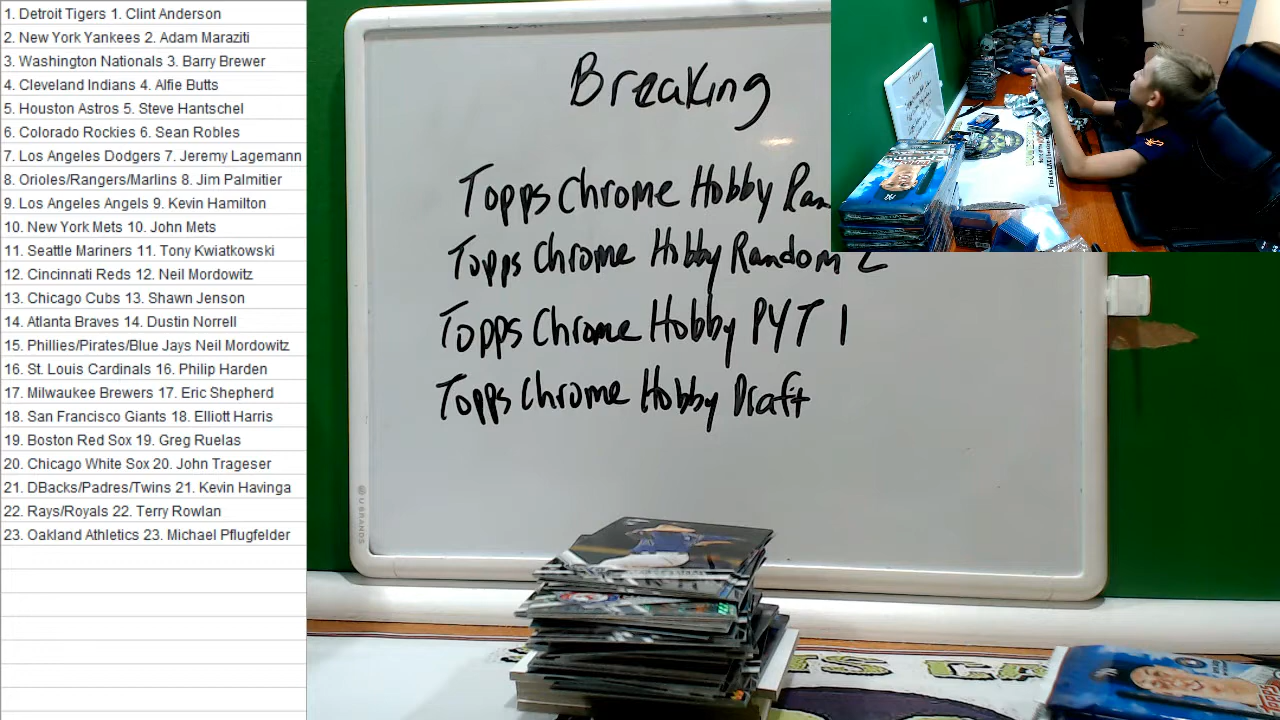 1. Detroit Tigers 1. Clint Anderson
2. New York Yankees 2. Adam Maraziti
3. Washington Nationals 3. Barry Brewer
4. Cleveland Indians 4. Alfie Butts
5. Houston Astros 5. Steve Hantschel
6. Colorado Rockies 6. Sean Robles
7. Los Angeles Dodgers 7. Jeremy Lagemann
8. Orioles/Rangers/Marlins 8. Jim Palmitier
9. Los Angeles Angels 9. Kevin Hamilton
10. New York Mets 10. John Mets
11. Seattle Mariners 11. Tony Kwiatkowski
12. Cincinnati Reds 12. Neil Mordowitz
13. Chicago Cubs 13. Shawn Jenson
14. Atlanta Braves 14. Dustin Norrell
15. Phillies/Pirates/Blue Jays Neil Mordowitz
16. St. Louis Cardinals 16. Philip Harden
17. Milwaukee Brewers 17. Eric Shepherd
18. San Francisco Giants 18. Elliott Harris
19. Boston Red Sox 19. Greg Ruelas
20. Chicago White Sox 20. John Trageser
21. DBacks/Padres/Twins 21. Kevin Havinga
22. Rays/Royals 22. Terry Rowlan
23. Oakland Athletics 23. Michael Pflugfelder
Breaking
Topps Chrome Hobby Ran
Topps Chrome Hobby Random 2
Topps Chrome Hobby PYT 1
Topps Chrome Hobby Draft
U BRANDS